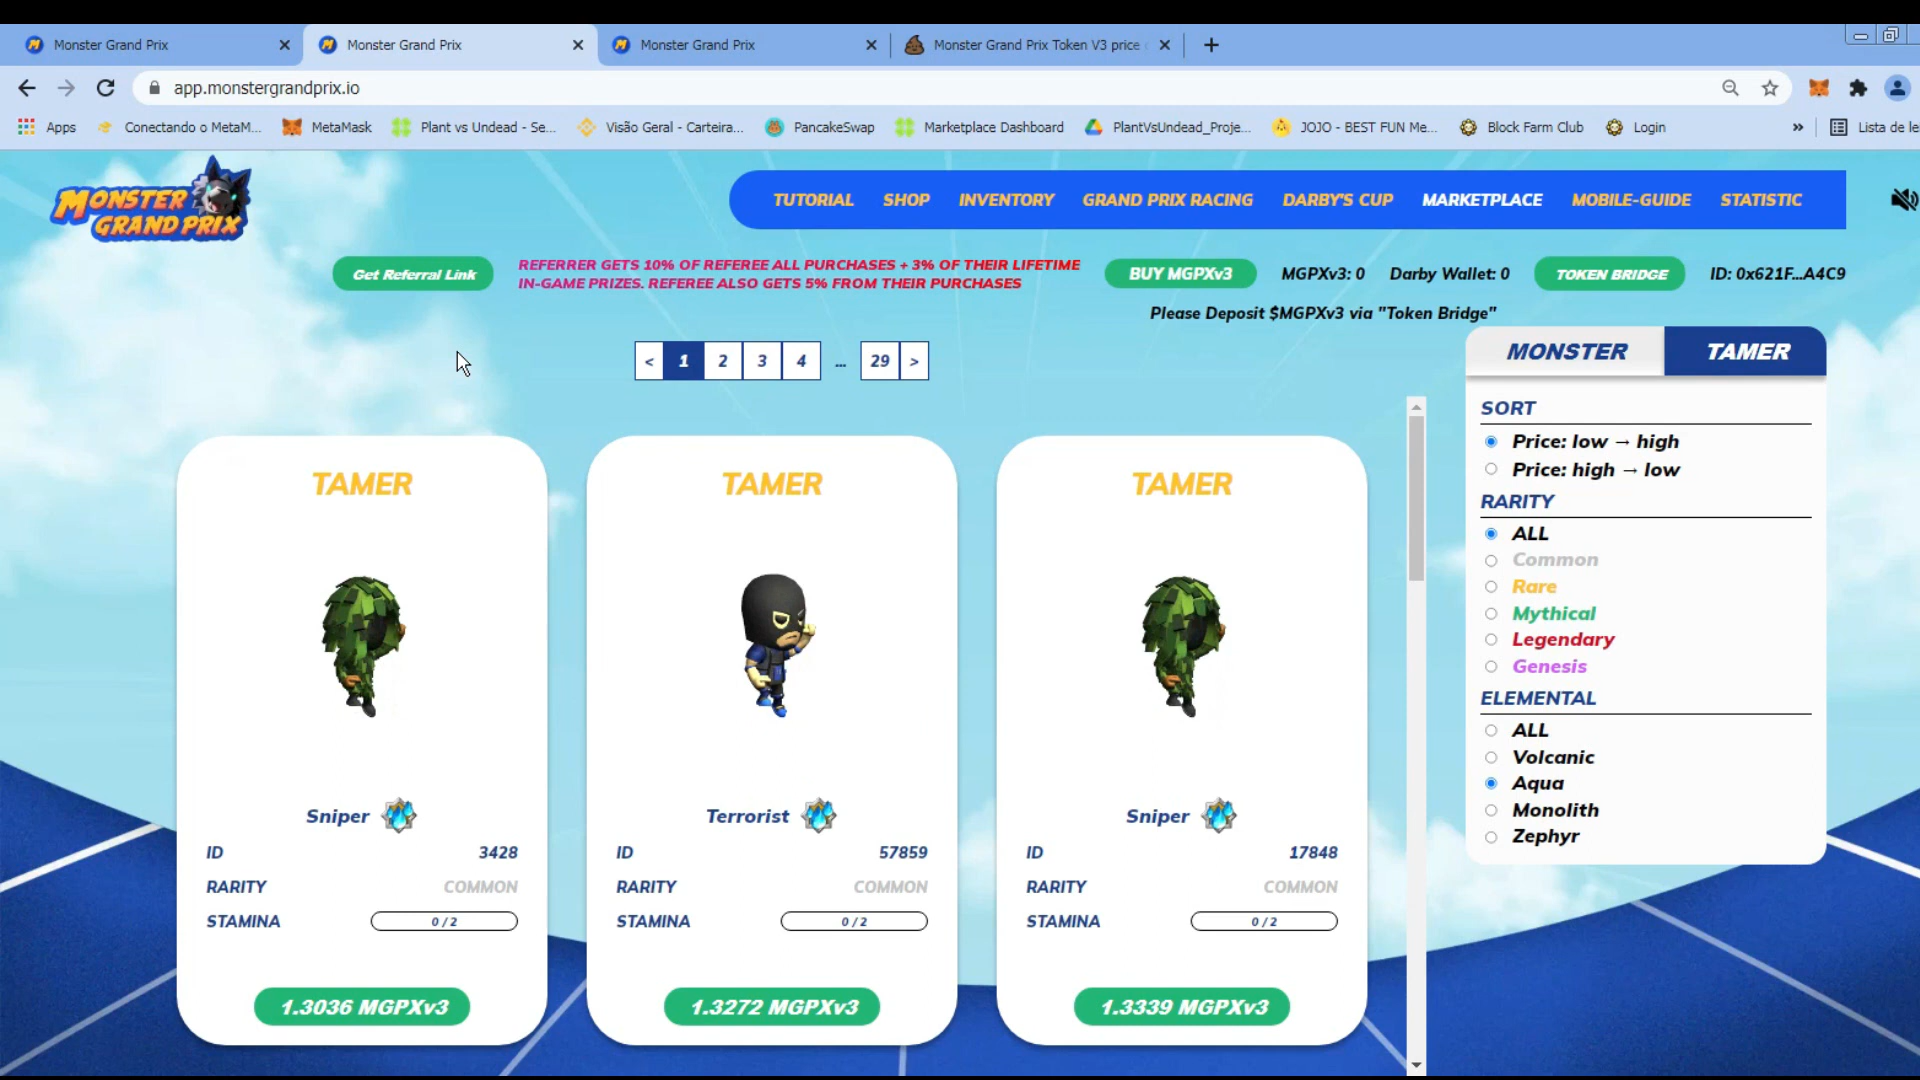 Monster Grand Prix
Monster Grand Prix
Monster Grand Prix
Monster Grand Prix Token V3 price
app.monstergrandprix.io
Apps
Conectando o MetaM...
MetaMask
Plant vs Undead - Se...
Visão Geral - Carteira...
PancakeSwap
Marketplace Dashboard
PlantVsUndead_Proje...
JOJO - BEST FUN Me...
Block Farm Club
Login
»
Lista de le
MONSTER
GRAND PRIX
TUTORIAL
SHOP
INVENTORY
GRAND PRIX RACING
DARBY'S CUP
MARKETPLACE
MOBILE-GUIDE
STATISTIC
Get Referral Link
REFERRER GETS 10% OF REFEREE ALL PURCHASES + 3% OF THEIR LIFETIME
IN-GAME PRIZES. REFEREE ALSO GETS 5% FROM THEIR PURCHASES
BUY MGPXv3
MGPXv3: 0
Darby Wallet: 0
TOKEN BRIDGE
ID: 0x621F...A4C9
Please Deposit $MGPXv3 via "Token Bridge"
< 1 2 3 4 ... 29 >
MONSTER
TAMER
SORT
Price: low → high
Price: high → low
RARITY
ALL
Common
Rare
Mythical
Legendary
Genesis
ELEMENTAL
ALL
Volcanic
Aqua
Monolith
Zephyr
TAMER
Sniper
ID 3428
RARITY COMMON
STAMINA 0 / 2
1.3036 MGPXv3
TAMER
Terrorist
ID 57859
RARITY COMMON
STAMINA 0 / 2
1.3272 MGPXv3
TAMER
Sniper
ID 17848
RARITY COMMON
STAMINA 0 / 2
1.3339 MGPXv3